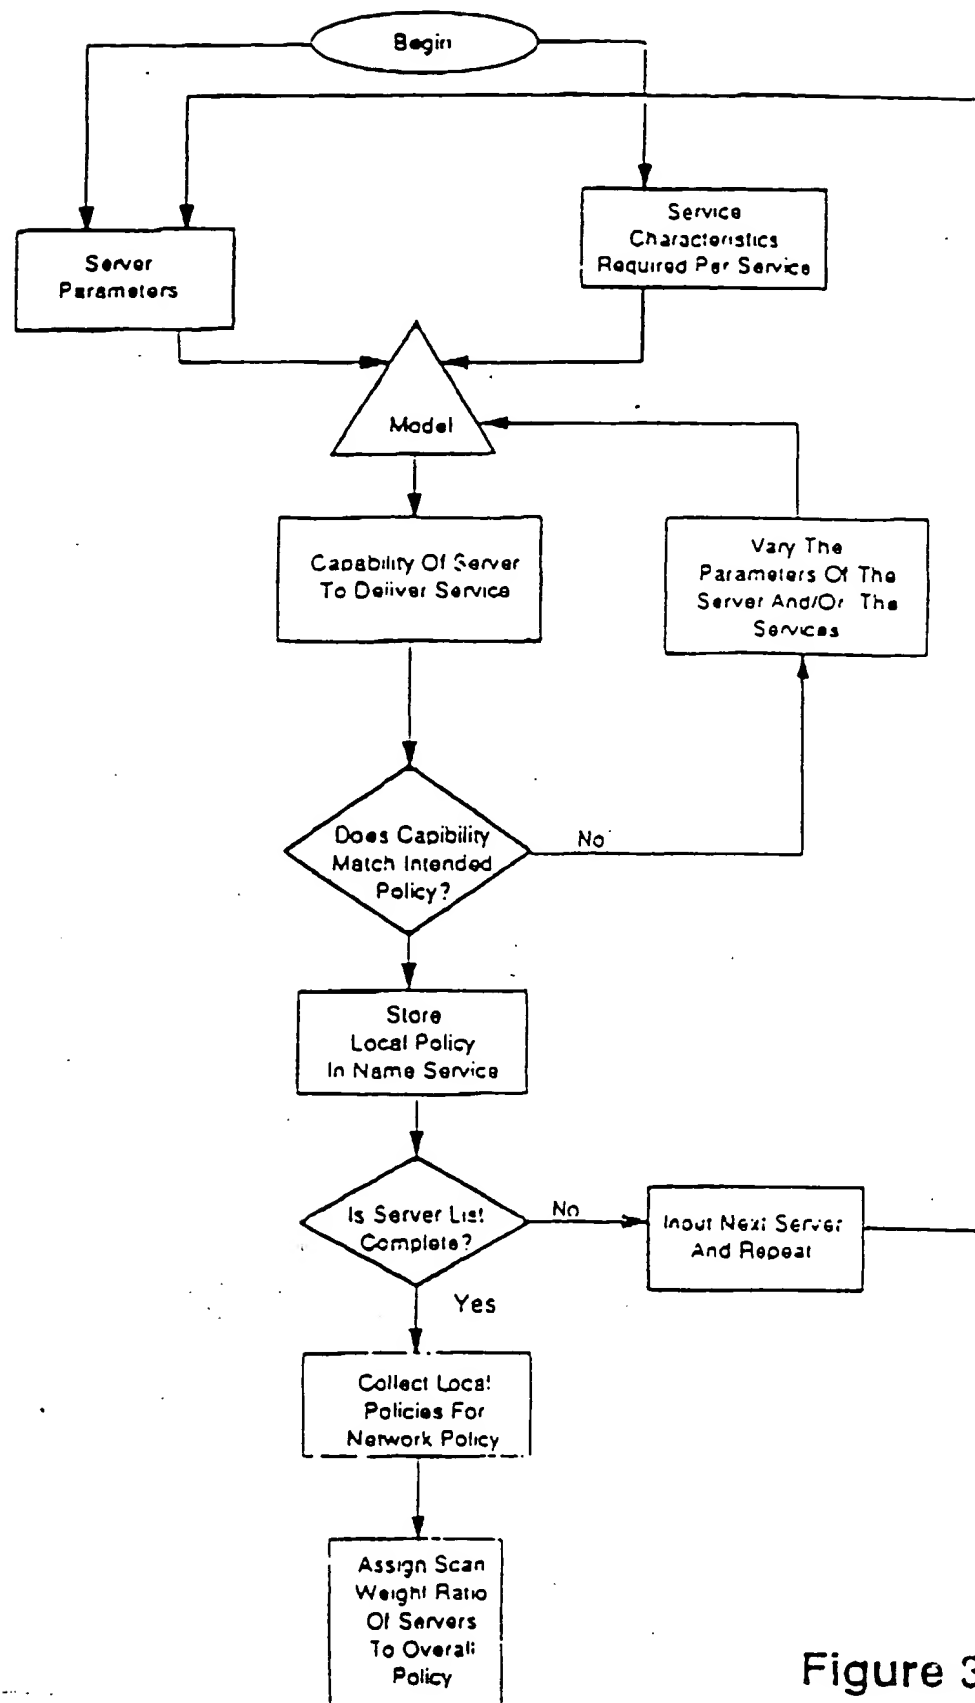 Begin
Server
Parameters
Service
Characteristics
Required Per Service
Model
Capability Of Server
To Deliver Service
Vary The
Parameters Of The
Server And/Or The
Services
Does Capibility
Match Intended
Policy?
No
Store
Local Policy
In Name Service
Is Server List
Complete?
No
Input Next Server
And Repeat
Yes
Collect Local
Policies For
Network Policy
Assign Scan
Weight Ratio
Of Servers
To Overall
Policy
Figure 3